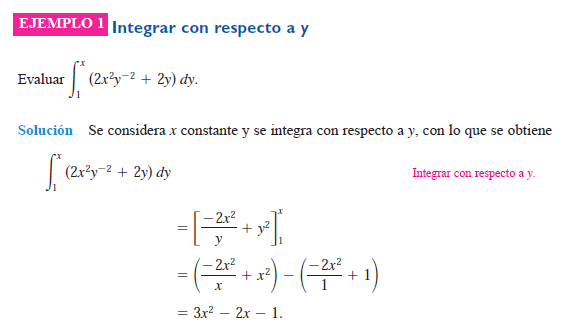 EJEMPLO 1 Integrar con respecto a y
Evaluar ∫₁ˣ (2x²y⁻² + 2y) dy.
Solución Se considera x constante y se integra con respecto a y, con lo que se obtiene
∫₁ˣ (2x²y⁻² + 2y) dy Integrar con respecto a y.
= [−2x²/y + y²]₁ˣ
= (−2x²/x + x²) − (−2x²/1 + 1)
= 3x² − 2x − 1.